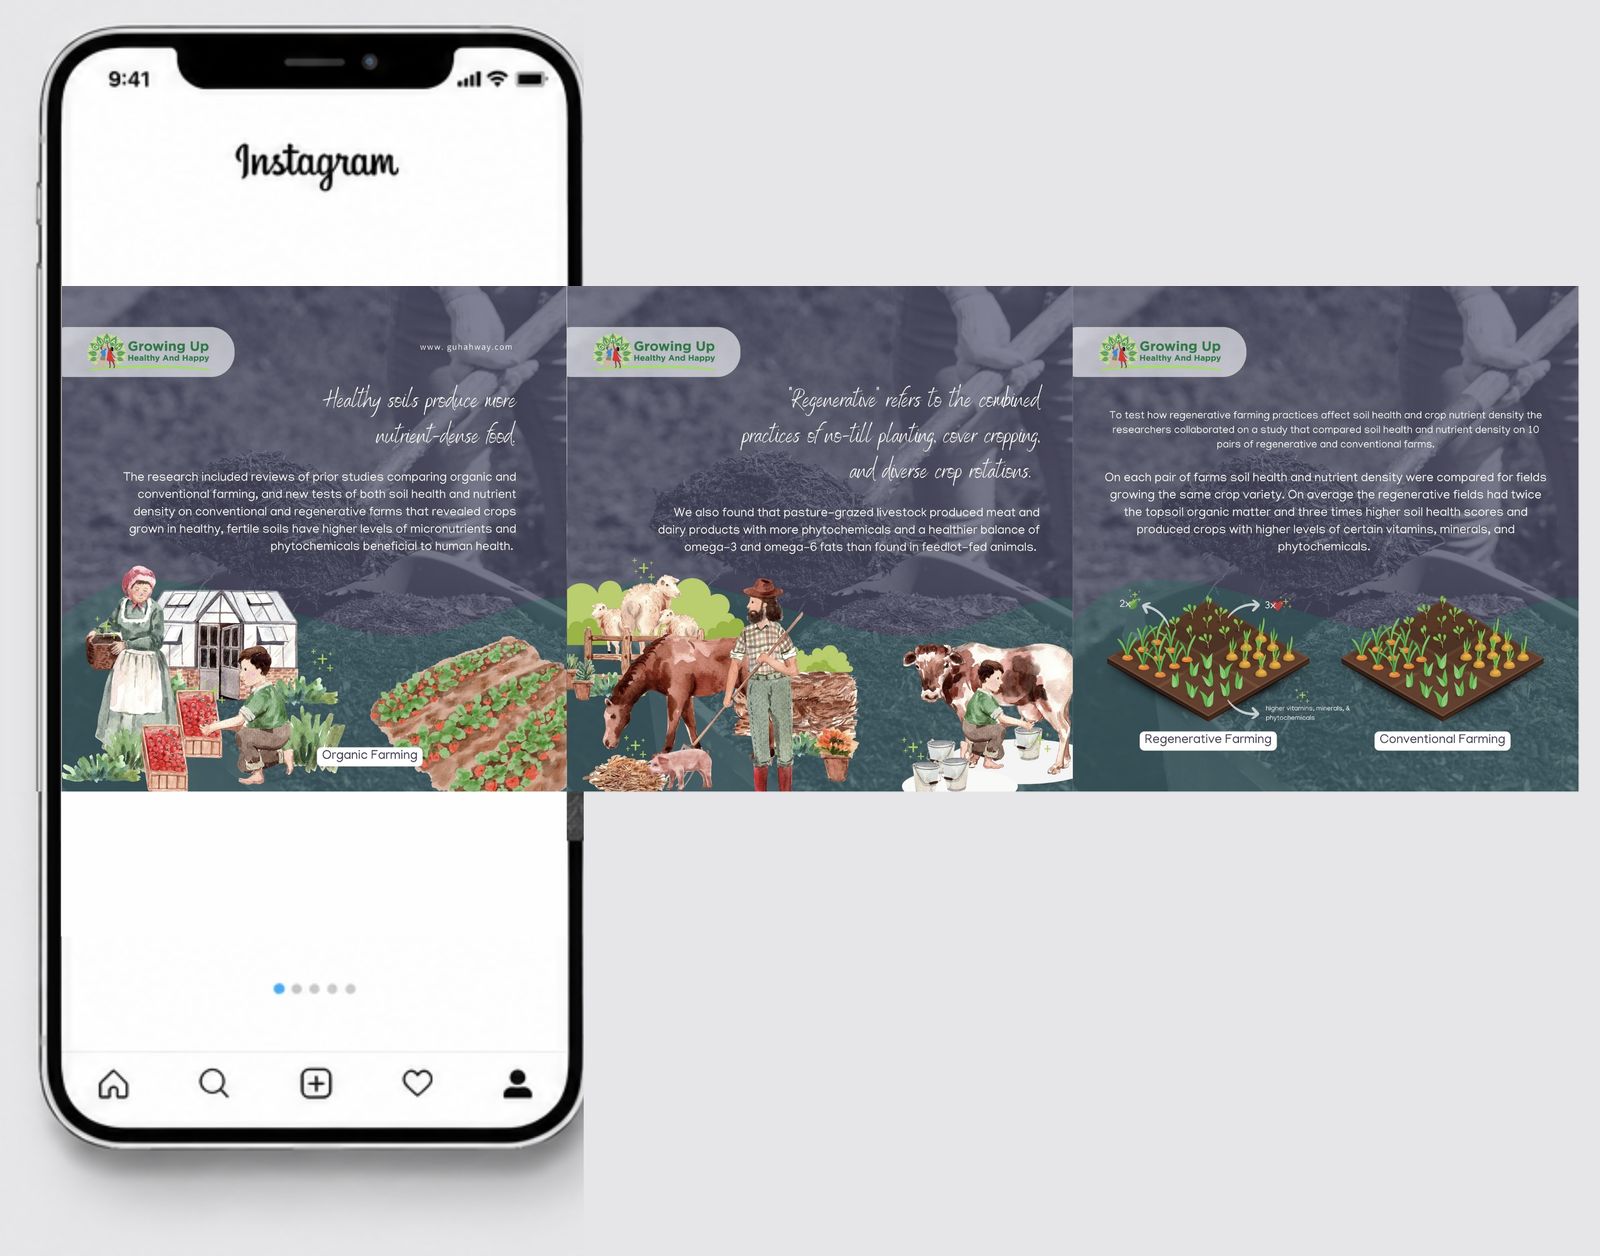 9:41
Instagram
Growing Up
Healthy And Happy
www. guhahway.com
Healthy soils produce more
nutrient-dense food.
The research included reviews of prior studies comparing organic and
conventional farming, and new tests of both soil health and nutrient
density on conventional and regenerative farms that revealed crops
grown in healthy, fertile soils have higher levels of micronutrients and
phytochemicals beneficial to human health.
Organic Farming
Growing Up
Healthy And Happy
"Regenerative" refers to the combined
practices of no-till planting, cover cropping,
and diverse crop rotations.
We also found that pasture-grazed livestock produced meat and
dairy products with more phytochemicals and a healthier balance of
omega-3 and omega-6 fats than found in feedlot-fed animals.
Growing Up
Healthy And Happy
To test how regenerative farming practices affect soil health and crop nutrient density the
researchers collaborated on a study that compared soil health and nutrient density on 10
pairs of regenerative and conventional farms.
On each pair of farms soil health and nutrient density were compared for fields
growing the same crop variety. On average the regenerative fields had twice
the topsoil organic matter and three times higher soil health scores and
produced crops with higher levels of certain vitamins, minerals, and
phytochemicals.
2x
3x
higher vitamins, minerals, &
phytochemicals
Regenerative Farming
Conventional Farming